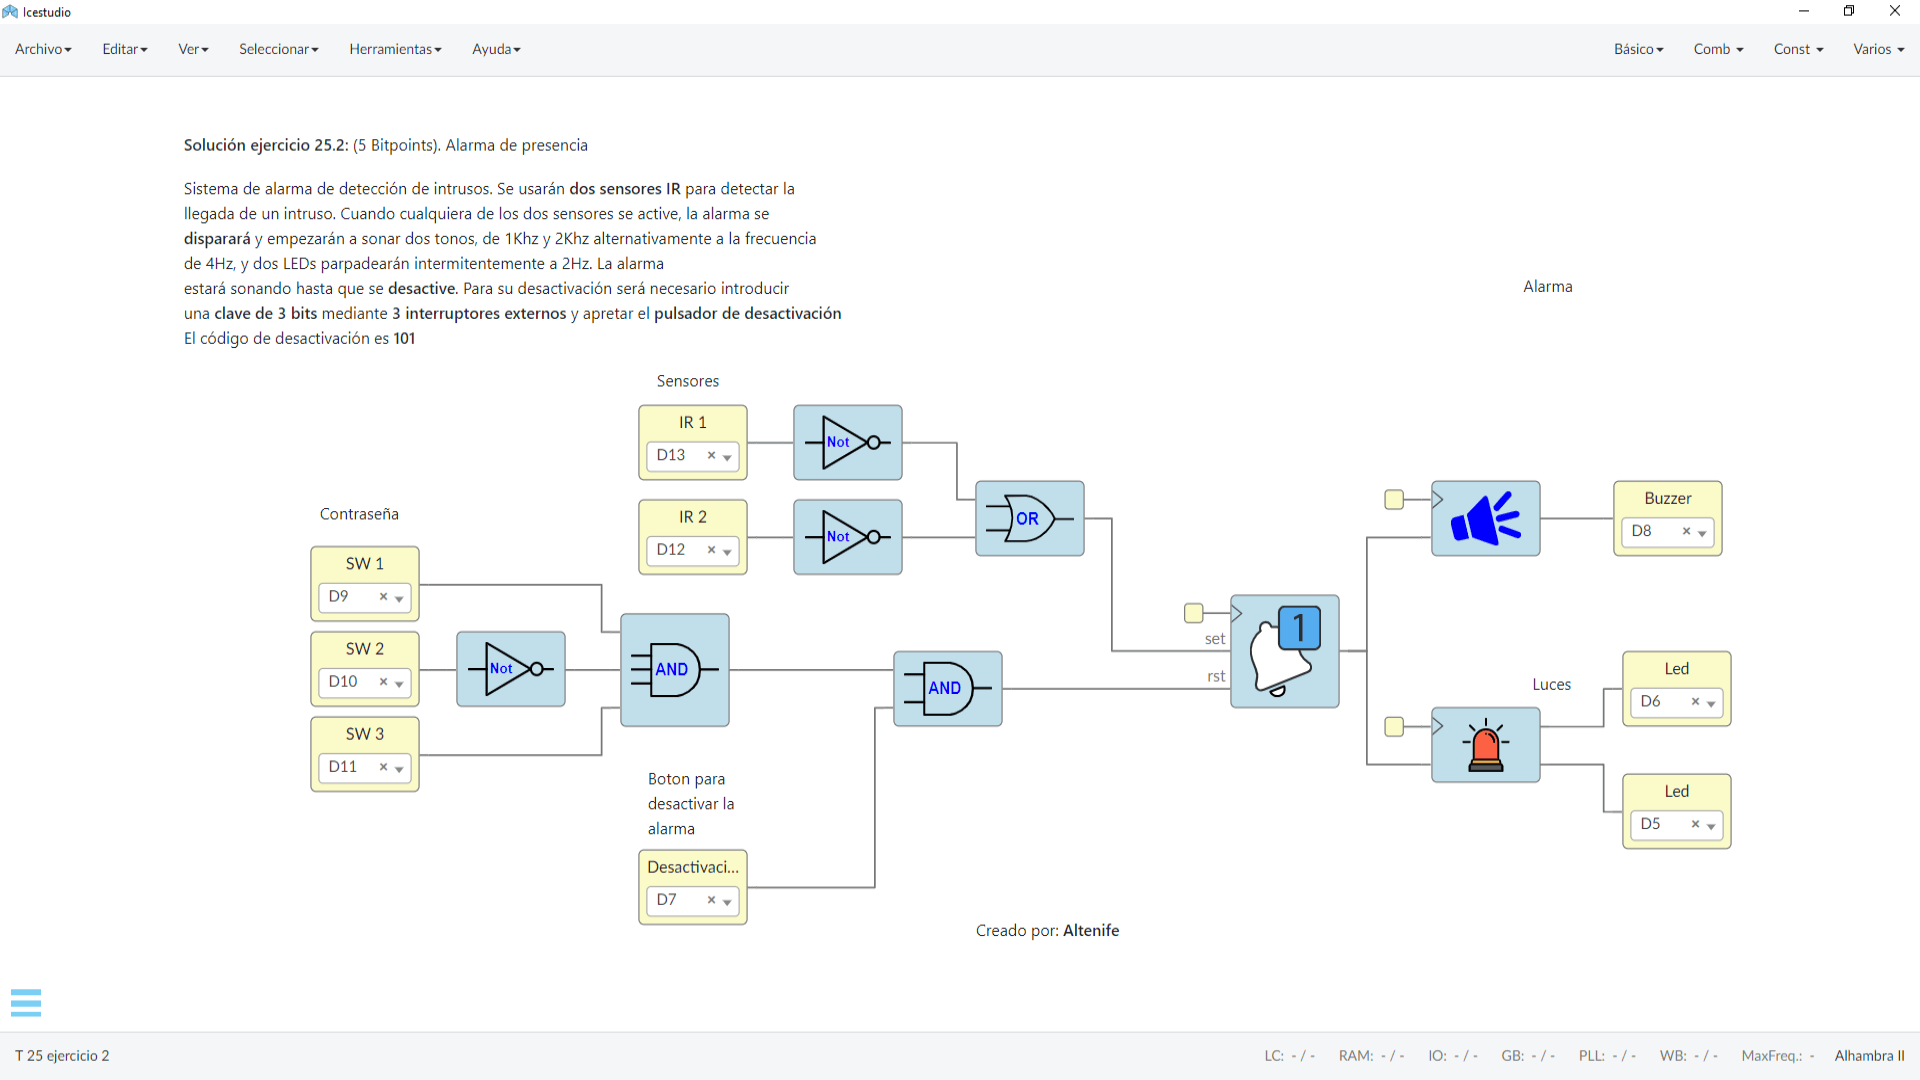 Icestudio
Archivo Editar Ver Seleccionar Herramientas Ayuda Básico Comb Const Varios
Solución ejercicio 25.2: (5 Bitpoints). Alarma de presencia
Sistema de alarma de detección de intrusos. Se usarán dos sensores IR para detectar la
llegada de un intruso. Cuando cualquiera de los dos sensores se active, la alarma se
disparará y empezarán a sonar dos tonos, de 1Khz y 2Khz alternativamente a la frecuencia
de 4Hz, y dos LEDs parpadearán intermitentemente a 2Hz. La alarma
estará sonando hasta que se desactive. Para su desactivación será necesario introducir
una clave de 3 bits mediante 3 interruptores externos y apretar el pulsador de desactivación
El código de desactivación es 101
Alarma
Sensores
IR 1
D13 ×
Not
IR 2
D12 ×
Not
OR
Contraseña
SW 1
D9 ×
SW 2
D10 ×
Not
SW 3
D11 ×
AND
AND
Boton para
desactivar la
alarma
Desactivaci...
D7 ×
set
rst
1
Buzzer
D8 ×
Luces
Led
D6 ×
Led
D5 ×
Creado por: Altenife
T 25 ejercicio 2
LC: - / - RAM: - / - IO: - / - GB: - / - PLL: - / - WB: - / - MaxFreq.: - Alhambra II